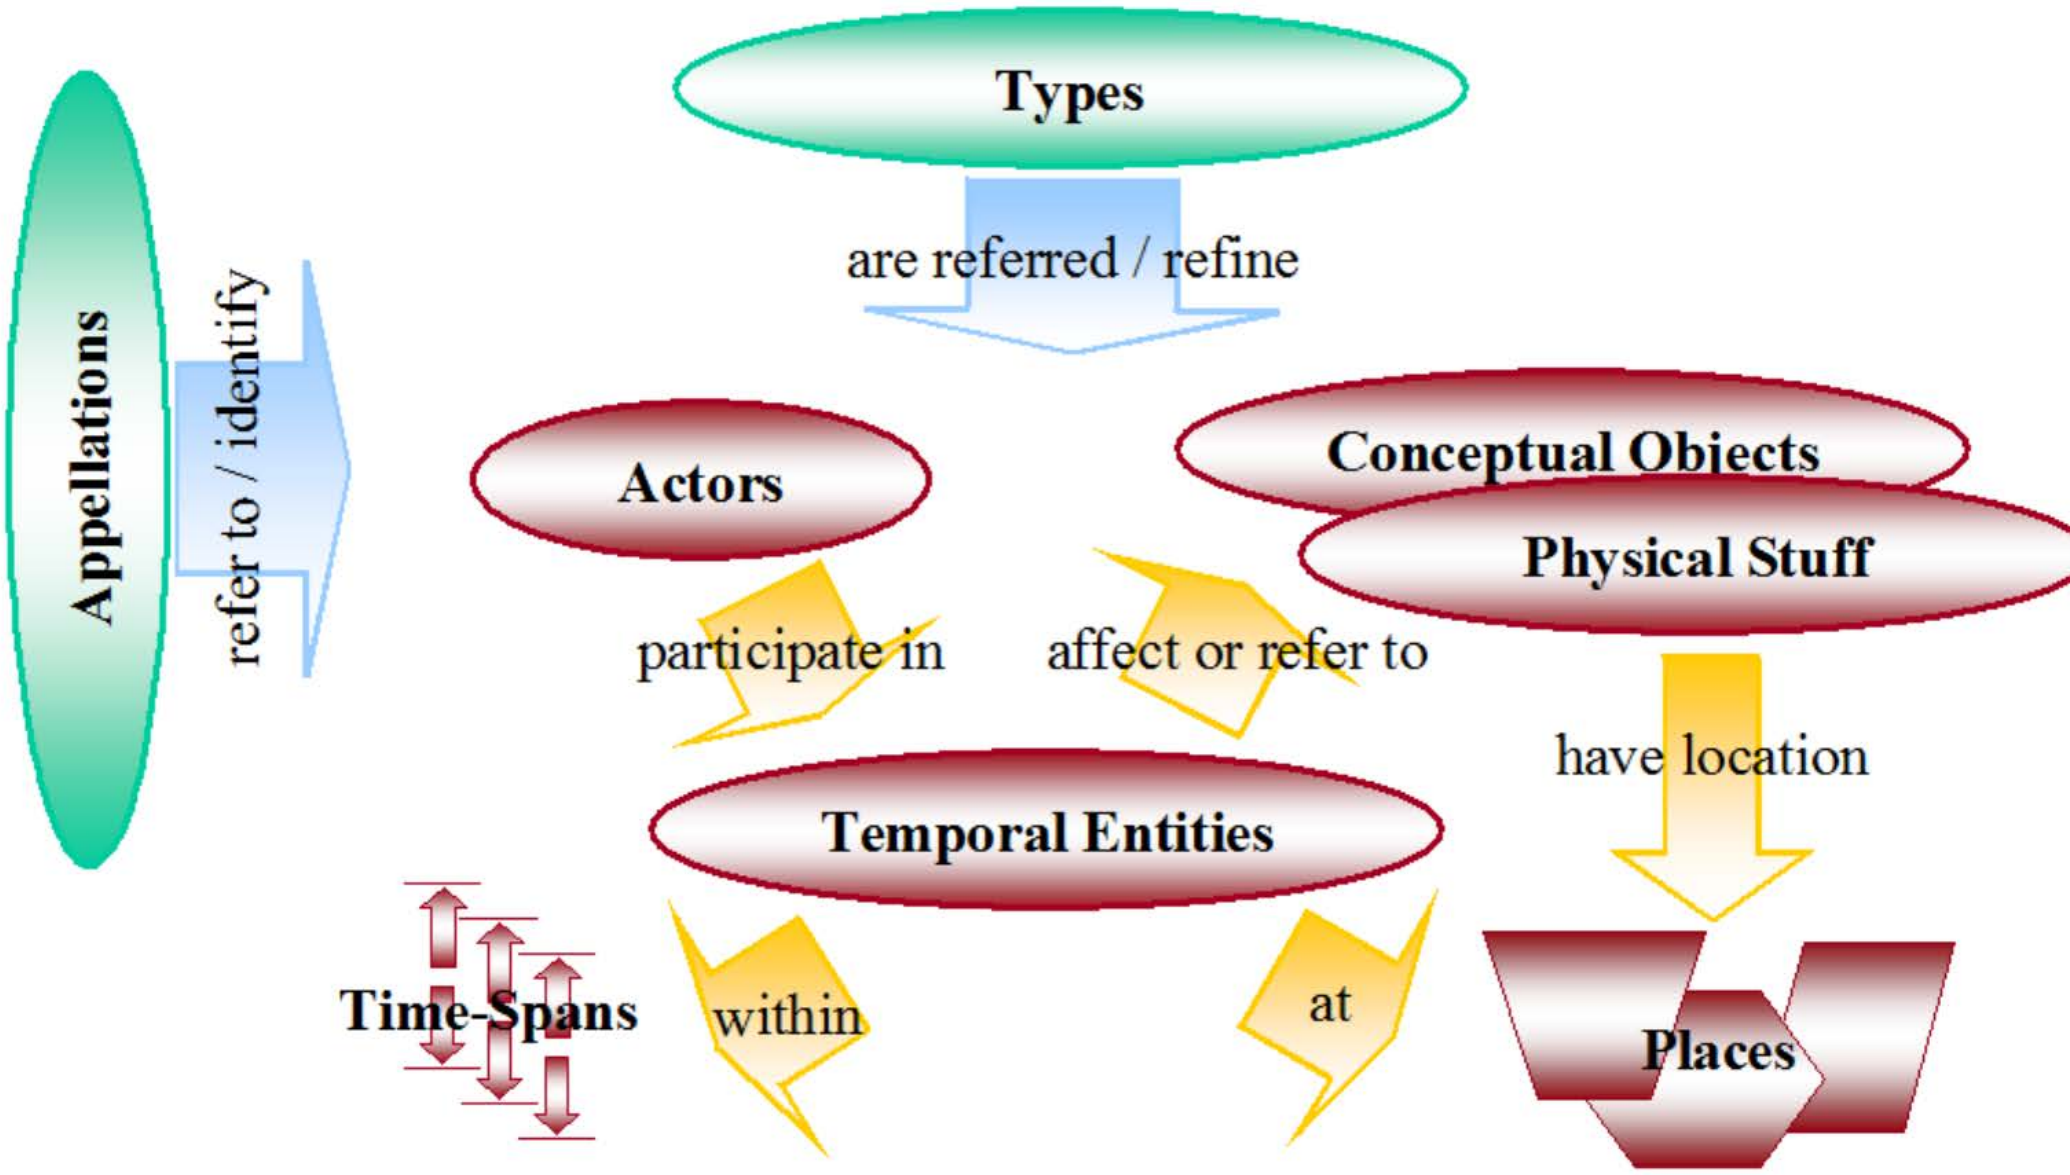 Types
are referred / refine
Appellations
refer to / identify
Actors
Conceptual Objects
Physical Stuff
participate in
affect or refer to
have location
Temporal Entities
Time-Spans
within
at
Places